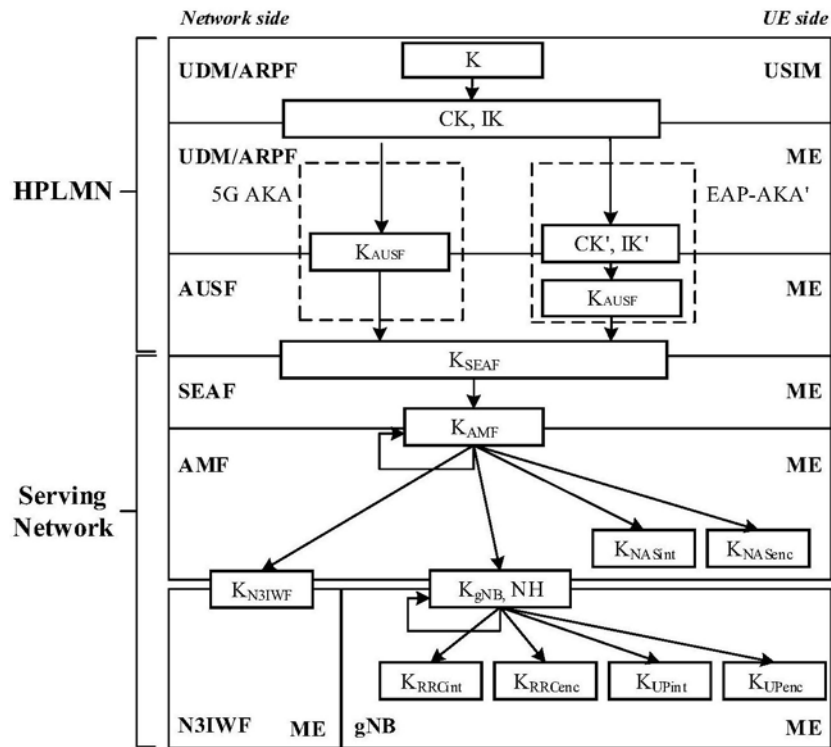 Network side UE side
K
UDM/ARPF USIM
CK, IK
UDM/ARPF ME
HPLMN 5G AKA EAP-AKA'
KAUSF CK', IK'
AUSF KAUSF ME
KSEAF
SEAF ME
KAMF
AMF ME
Serving
Network
KNASint KNASenc
KN3IWF KgNB, NH
KRRCint KRRCenc KUPint KUPenc
N3IWF ME gNB ME